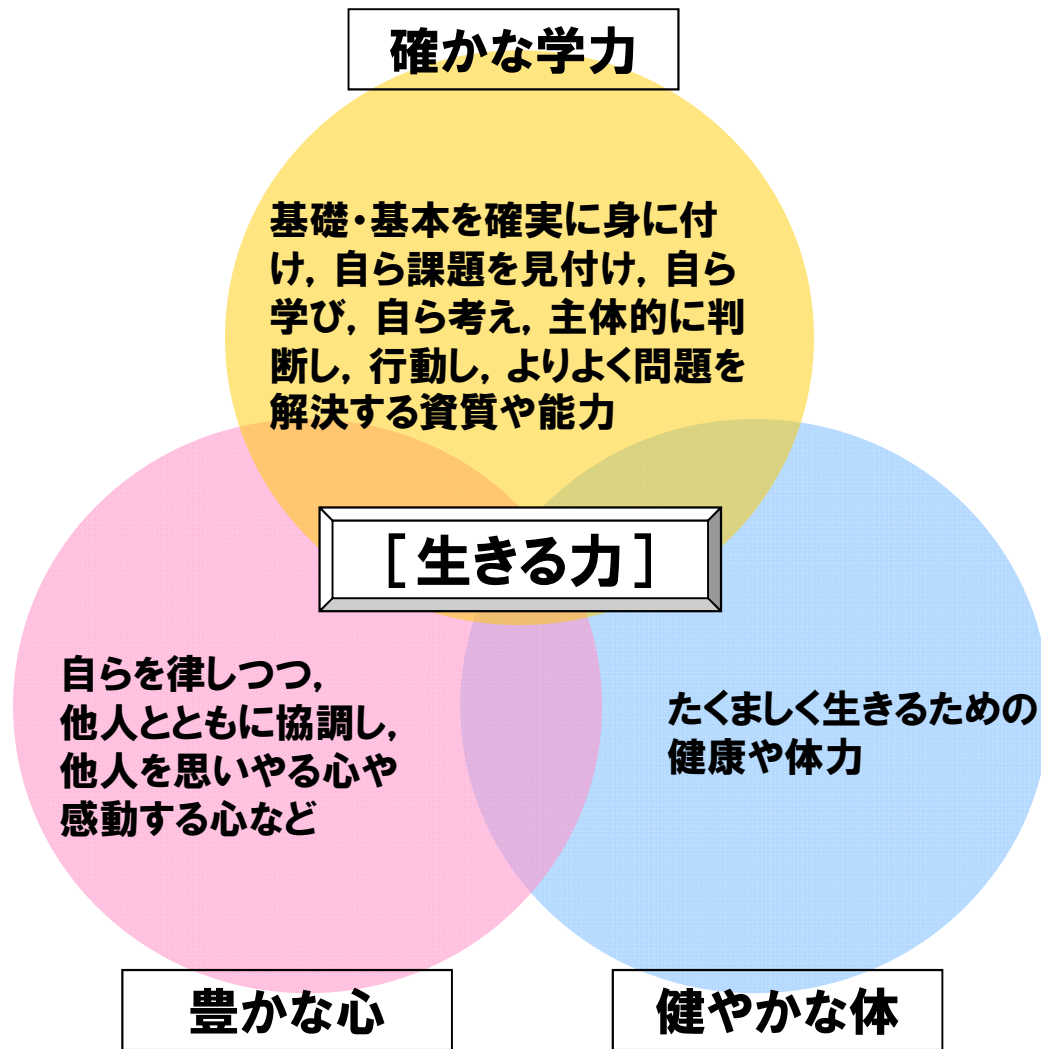 確かな学力
基礎・基本を確実に身に付
け, 自ら課題を見付け, 自ら
学び, 自ら考え, 主体的に判
断し, 行動し, よりよく問題を
解決する資質や能力
[生きる力]
自らを律しつつ,
他人とともに協調し,
他人を思いやる心や
感動する心など
たくましく生きるための
健康や体力
豊かな心
健やかな体